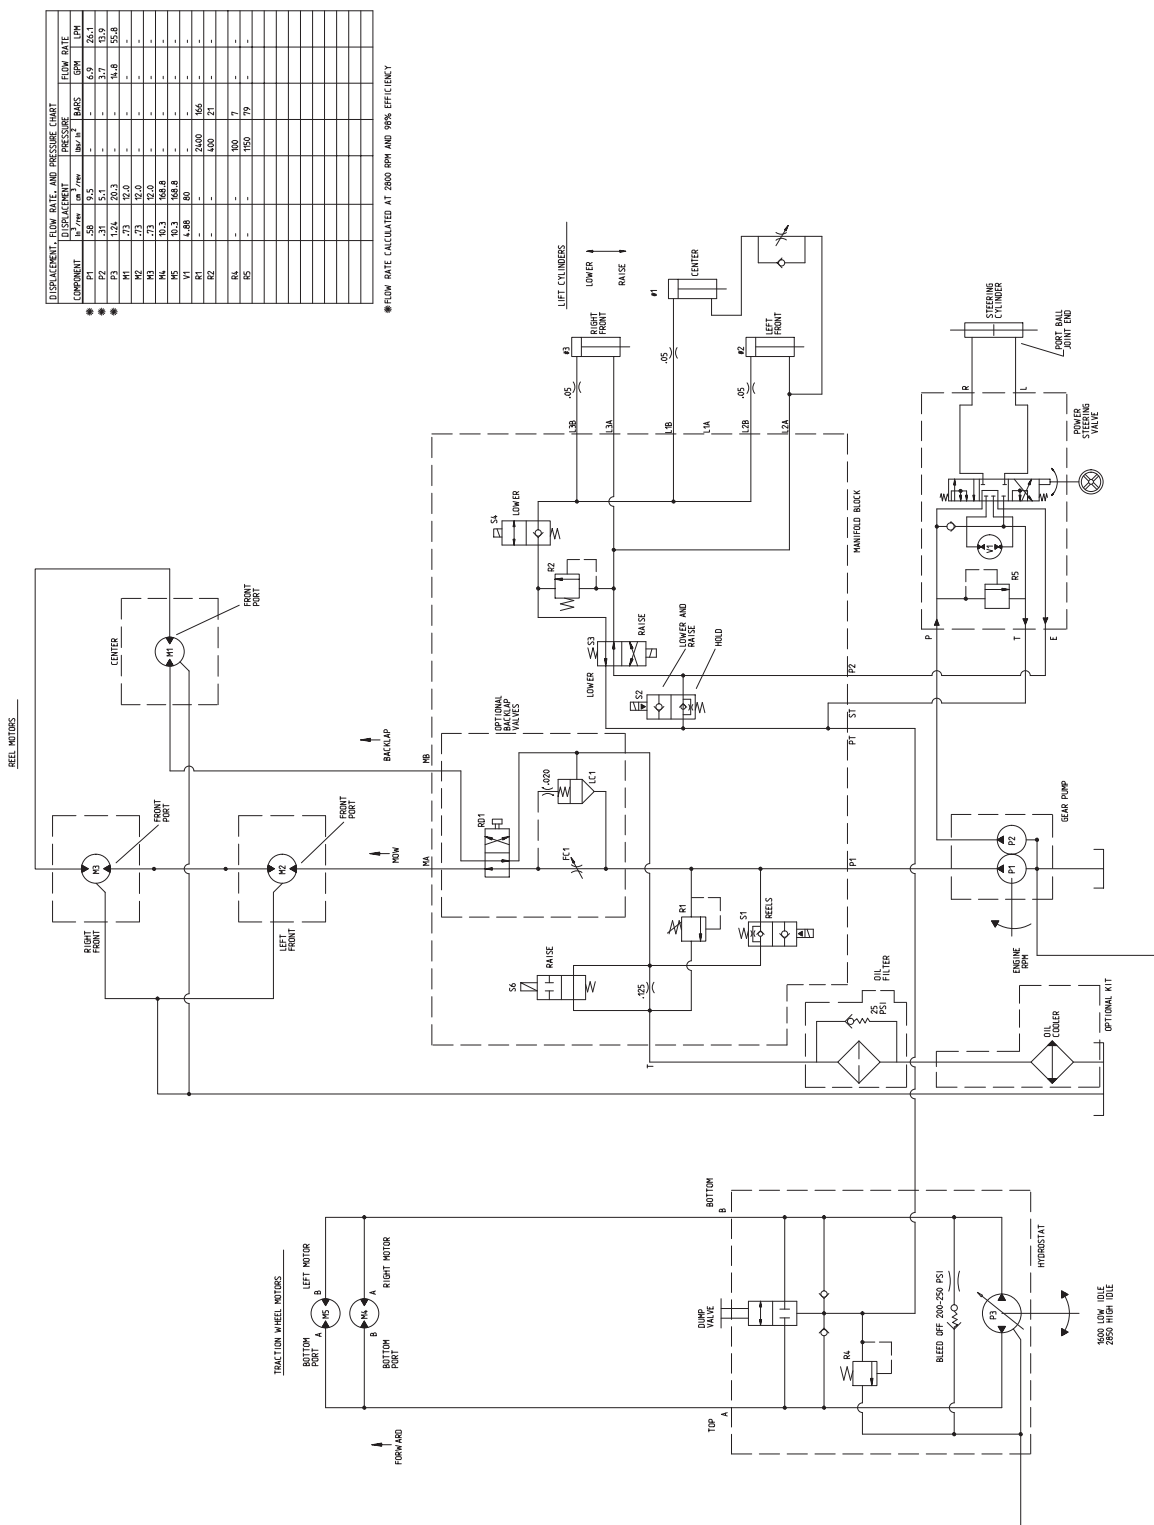 DISPLACEMENT, FLOW RATE, AND PRESSURE CHART
COMPONENT DISPLACEMENT PRESSURE FLOW RATE
in³/rev cm³/rev lbs/in² BARS GPM LPM
* P1 .58 9.5 - - 6.9 26.1
* P2 .31 5.1 - - 3.7 13.9
* P3 1.24 20.3 - - 14.8 55.8
M1 .73 12.0 - - - -
M2 .73 12.0 - - - -
M3 .73 12.0 - - - -
M4 10.3 168.8 - - - -
M5 10.3 168.8 - - - -
V1 4.88 80 - - - -
R1 - - 2400 166 - -
R2 - - 400 21 - -
R4 - - 100 7 - -
R5 - - 1150 79 - -
* FLOW RATE CALCULATED AT 2800 RPM AND 98% EFFICIENCY
REEL MOTORS
CENTER
M1
FRONT PORT
RIGHT FRONT
M3
FRONT PORT
LEFT FRONT
M2
FRONT PORT
BACKLAP
MOW
MB
MA
OPTIONAL BACKLAP VALVES
RD1
.020
LC1
FC1
S6
RAISE
.125
R1
S1
REELS
T
P1
LIFT CYLINDERS
LOWER
RAISE
#3
RIGHT FRONT
#1
CENTER
#2
LEFT FRONT
.05
.05
.05
L3B
L3A
L1B
L1A
L2B
L2A
S4
LOWER
R2
S3
RAISE
LOWER
S2
LOWER AND RAISE
HOLD
P2
ST
PT
MANIFOLD BLOCK
STEERING CYLINDER
PORT BALL JOINT END
R
L
POWER STEERING VALVE
V1
R5
P
T
E
GEAR PUMP
P2
P1
ENGINE RPM
OIL FILTER
25 PSI
OIL COOLER
OPTIONAL KIT
TRACTION WHEEL MOTORS
LEFT MOTOR
B
M5
A
BOTTOM PORT
RIGHT MOTOR
A
M4
B
BOTTOM PORT
FORWARD
BOTTOM
B
TOP
A
DUMP VALVE
R4
BLEED OFF 200-250 PSI
P3
HYDROSTAT
1600 LOW IDLE
2850 HIGH IDLE